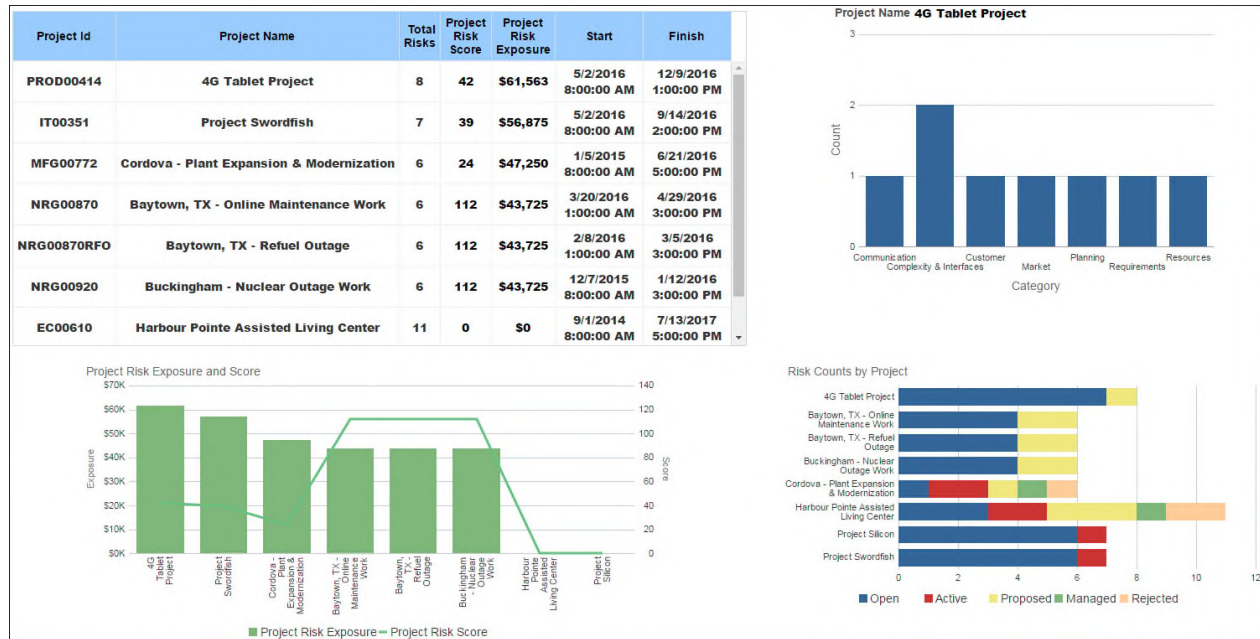 Project Id Project Name Total Risks Project Risk Score Project Risk Exposure Start Finish
PROD00414 4G Tablet Project 8 42 $61,563 5/2/2016 8:00:00 AM 12/9/2016 1:00:00 PM
IT00351 Project Swordfish 7 39 $56,875 5/2/2016 8:00:00 AM 9/14/2016 2:00:00 PM
MFG00772 Cordova - Plant Expansion & Modernization 6 24 $47,250 1/5/2015 8:00:00 AM 6/21/2016 5:00:00 PM
NRG00870 Baytown, TX - Online Maintenance Work 6 112 $43,725 3/20/2016 1:00:00 AM 4/29/2016 3:00:00 PM
NRG00870RFO Baytown, TX - Refuel Outage 6 112 $43,725 2/8/2016 1:00:00 AM 3/5/2016 3:00:00 PM
NRG00920 Buckingham - Nuclear Outage Work 6 112 $43,725 12/7/2015 8:00:00 AM 1/12/2016 3:00:00 PM
EC00610 Harbour Pointe Assisted Living Center 11 0 $0 9/1/2014 8:00:00 AM 7/13/2017 5:00:00 PM
Project Name 4G Tablet Project
3
2
1
0
Count
Communication
Complexity & Interfaces
Customer
Market
Planning
Requirements
Resources
Category
Project Risk Exposure and Score
$70K
$60K
$50K
$40K
$30K
$20K
$10K
$0K
Exposure
140
120
100
80
60
40
20
0
Score
4G
Tablet
Project
Project
Swordfish
Cordova -
Plant
Expansion &
Modernization
Baytown, TX -
Online
Maintenance
Work
Baytown,
TX -
Refuel
Outage
Buckingham
- Nuclear
Outage
Work
Harbour
Pointe
Assisted
Living Center
Project
Silicon
Project Risk Exposure Project Risk Score
Risk Counts by Project
4G Tablet Project
Baytown, TX - Online
Maintenance Work
Baytown, TX - Refuel
Outage
Buckingham - Nuclear
Outage Work
Cordova - Plant Expansion
& Modernization
Harbour Pointe Assisted
Living Center
Project Silicon
Project Swordfish
0 2 4 6 8 10 12
Open Active Proposed Managed Rejected